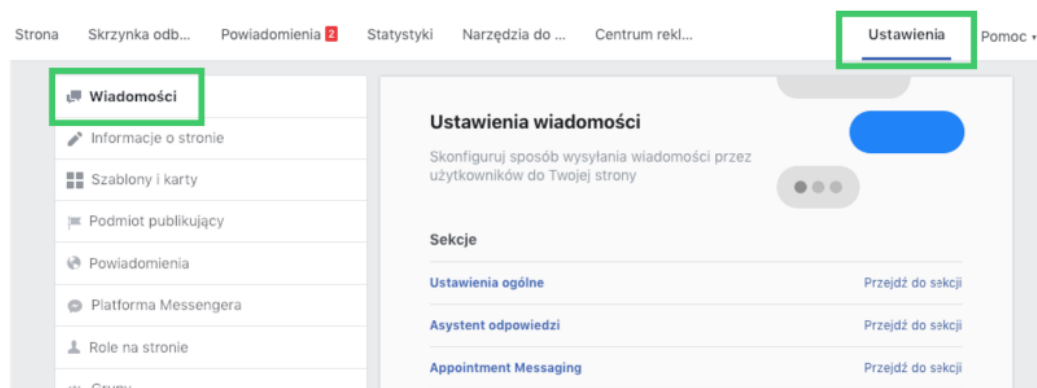 Strona Skrzynka odb... Powiadomienia 2 Statystyki Narzędzia do ... Centrum rekl... Ustawienia Pomoc
Wiadomości
Informacje o stronie
Szablony i karty
Podmiot publikujący
Powiadomienia
Platforma Messengera
Role na stronie
Grupy
Ustawienia wiadomości
Skonfiguruj sposób wysyłania wiadomości przez
użytkowników do Twojej strony
Sekcje
Ustawienia ogólne Przejdź do sekcji
Asystent odpowiedzi Przejdź do sekcji
Appointment Messaging Przejdź do sekcji